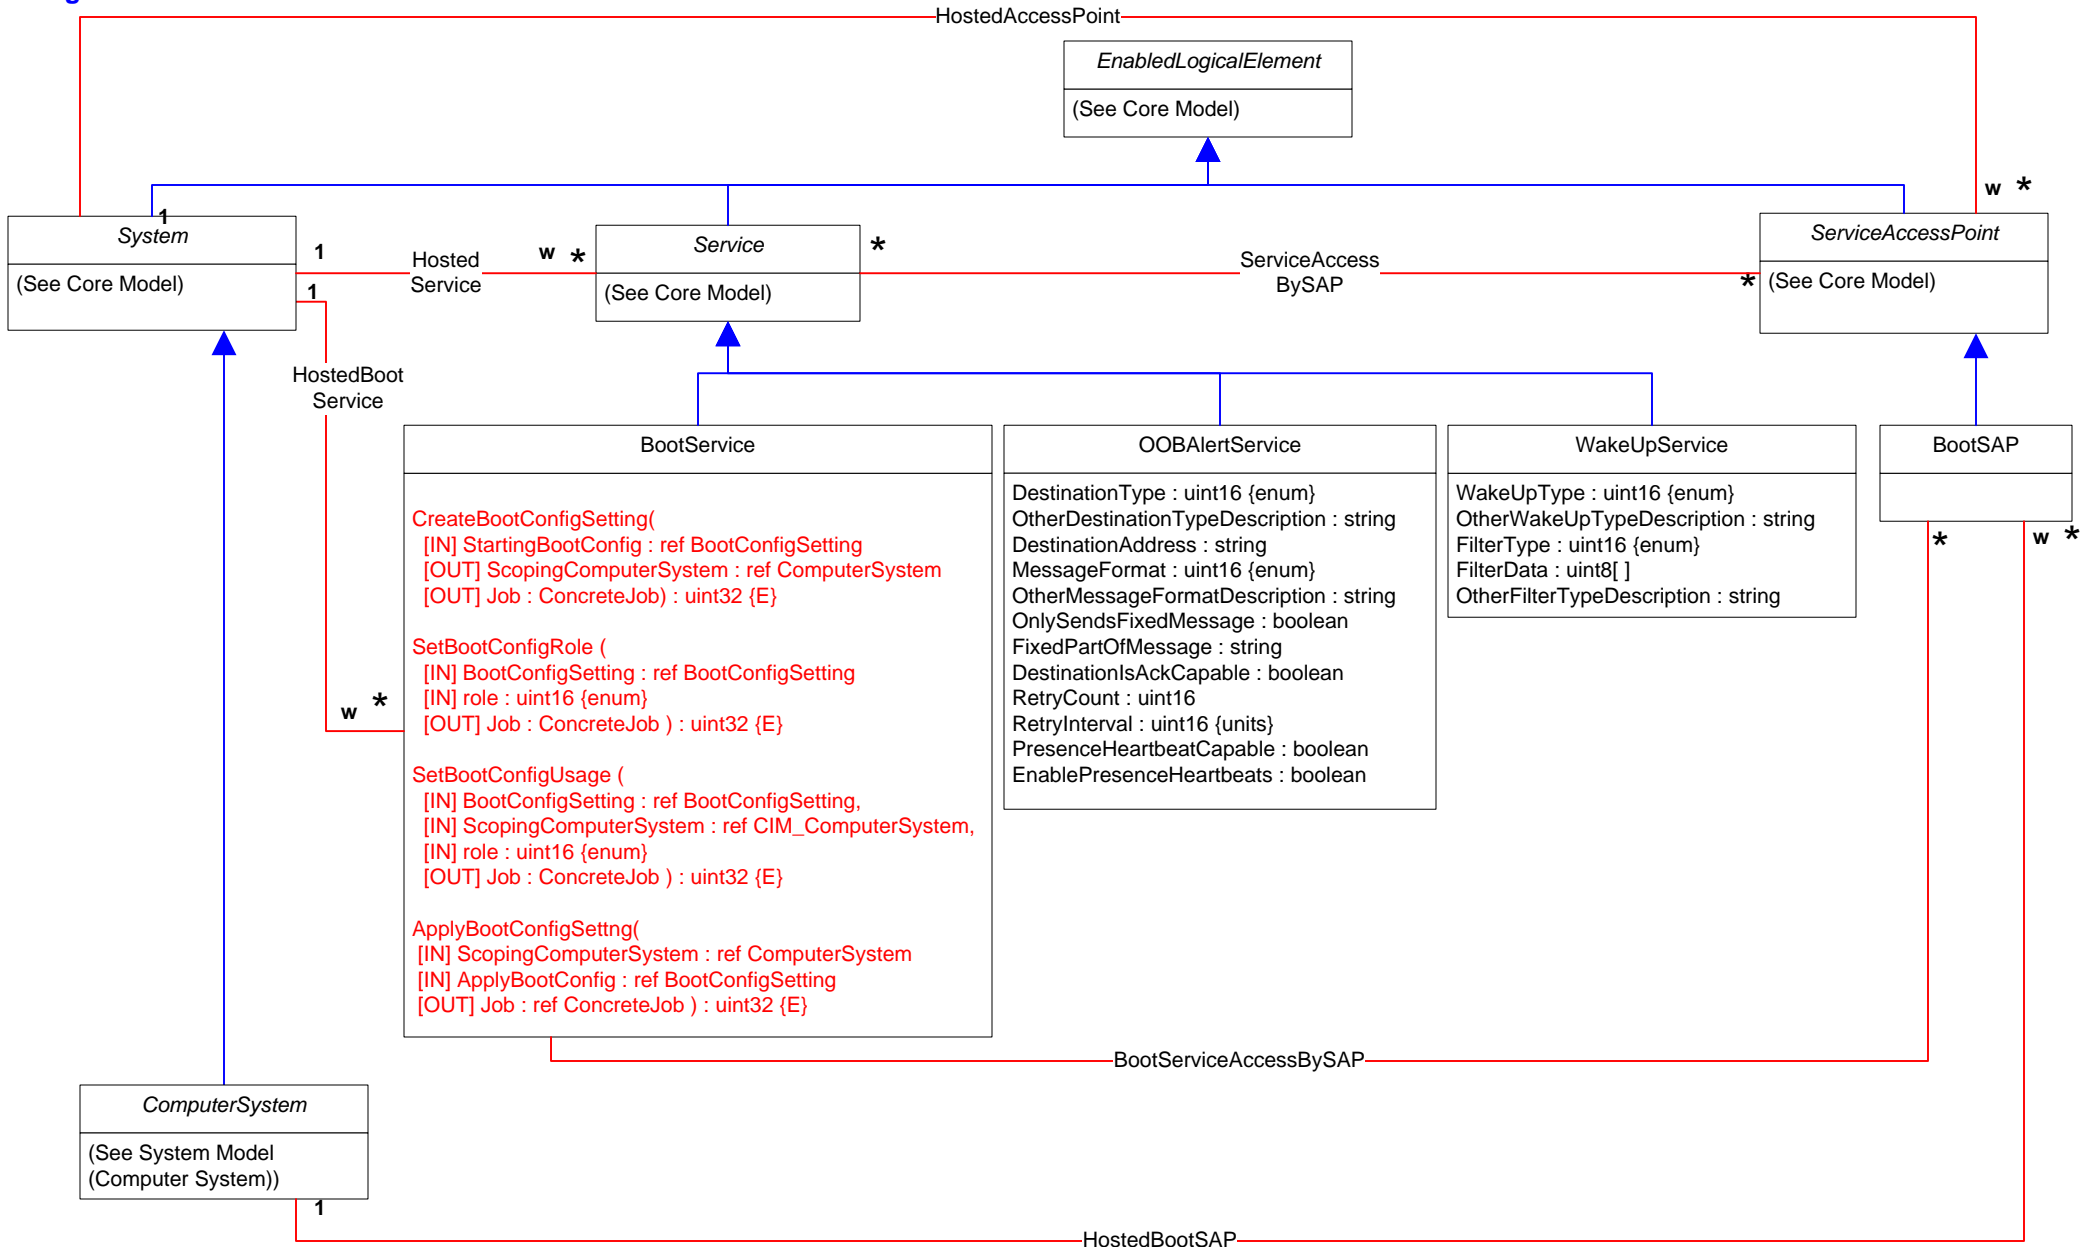 HostedAccessPoint
EnabledLogicalElement
(See Core Model)
w *
1
System
(See Core Model)
1
1
Hosted
Service
w *
Service
(See Core Model)
*
ServiceAccess
BySAP
*
ServiceAccessPoint
(See Core Model)
HostedBoot
Service
w *
BootService
CreateBootConfigSetting(
[IN] StartingBootConfig : ref BootConfigSetting
[OUT] ScopingComputerSystem : ref ComputerSystem
[OUT] Job : ConcreteJob) : uint32 {E}
SetBootConfigRole (
[IN] BootConfigSetting : ref BootConfigSetting
[IN] role : uint16 {enum}
[OUT] Job : ConcreteJob ) : uint32 {E}
SetBootConfigUsage (
[IN] BootConfigSetting : ref BootConfigSetting,
[IN] ScopingComputerSystem : ref CIM_ComputerSystem,
[IN] role : uint16 {enum}
[OUT] Job : ConcreteJob ) : uint32 {E}
ApplyBootConfigSettng(
[IN] ScopingComputerSystem : ref ComputerSystem
[IN] ApplyBootConfig : ref BootConfigSetting
[OUT] Job : ref ConcreteJob ) : uint32 {E}
OOBAlertService
DestinationType : uint16 {enum}
OtherDestinationTypeDescription : string
DestinationAddress : string
MessageFormat : uint16 {enum}
OtherMessageFormatDescription : string
OnlySendsFixedMessage : boolean
FixedPartOfMessage : string
DestinationIsAckCapable : boolean
RetryCount : uint16
RetryInterval : uint16 {units}
PresenceHeartbeatCapable : boolean
EnablePresenceHeartbeats : boolean
WakeUpService
WakeUpType : uint16 {enum}
OtherWakeUpTypeDescription : string
FilterType : uint16 {enum}
FilterData : uint8[ ]
OtherFilterTypeDescription : string
BootSAP
*
w *
BootServiceAccessBySAP
ComputerSystem
(See System Model
(Computer System))
1
HostedBootSAP